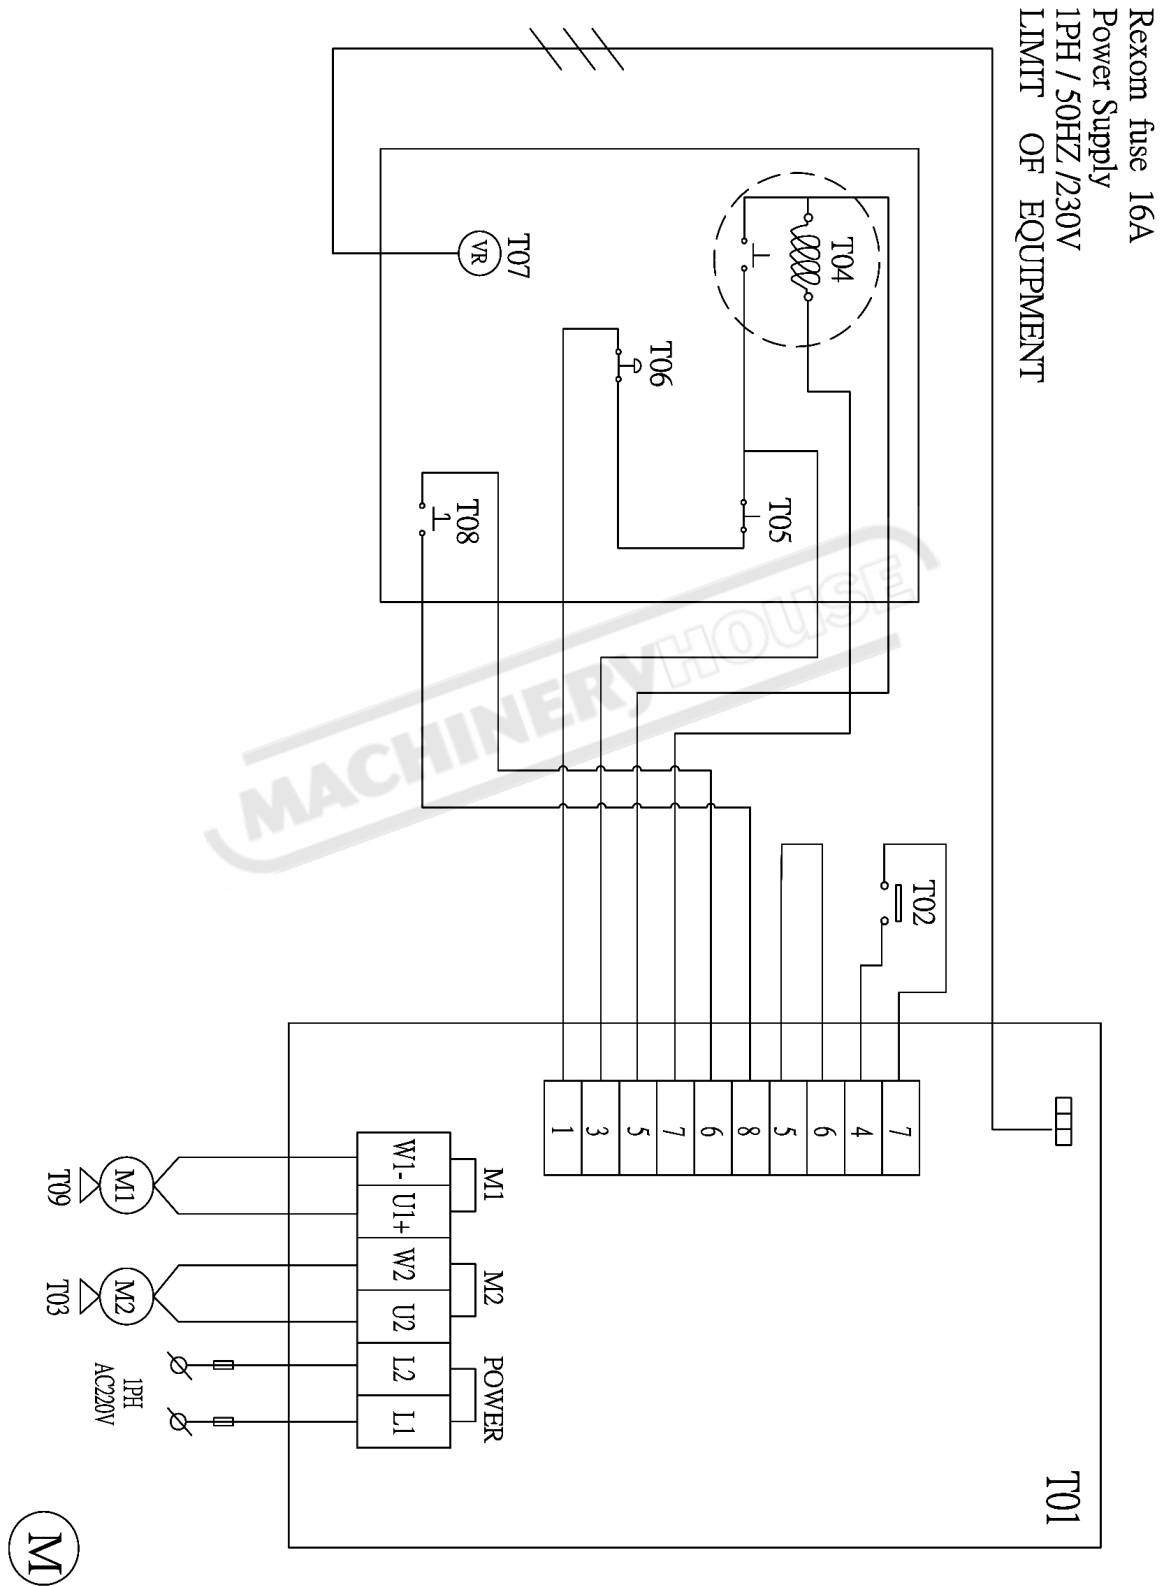 Rexom fuse 16A
Power Supply
1PH / 50HZ /230V
LIMIT OF EQUIPMENT
T04
T07
VR
T06
T05
T08
MACHINERYHOUSE
T02
T01
7
4
6
5
8
6
7
5
3
1
M1
M2
POWER
W1-
U1+
W2
U2
L2
L1
M1
T09
M2
T03
1PH
AC220V
M